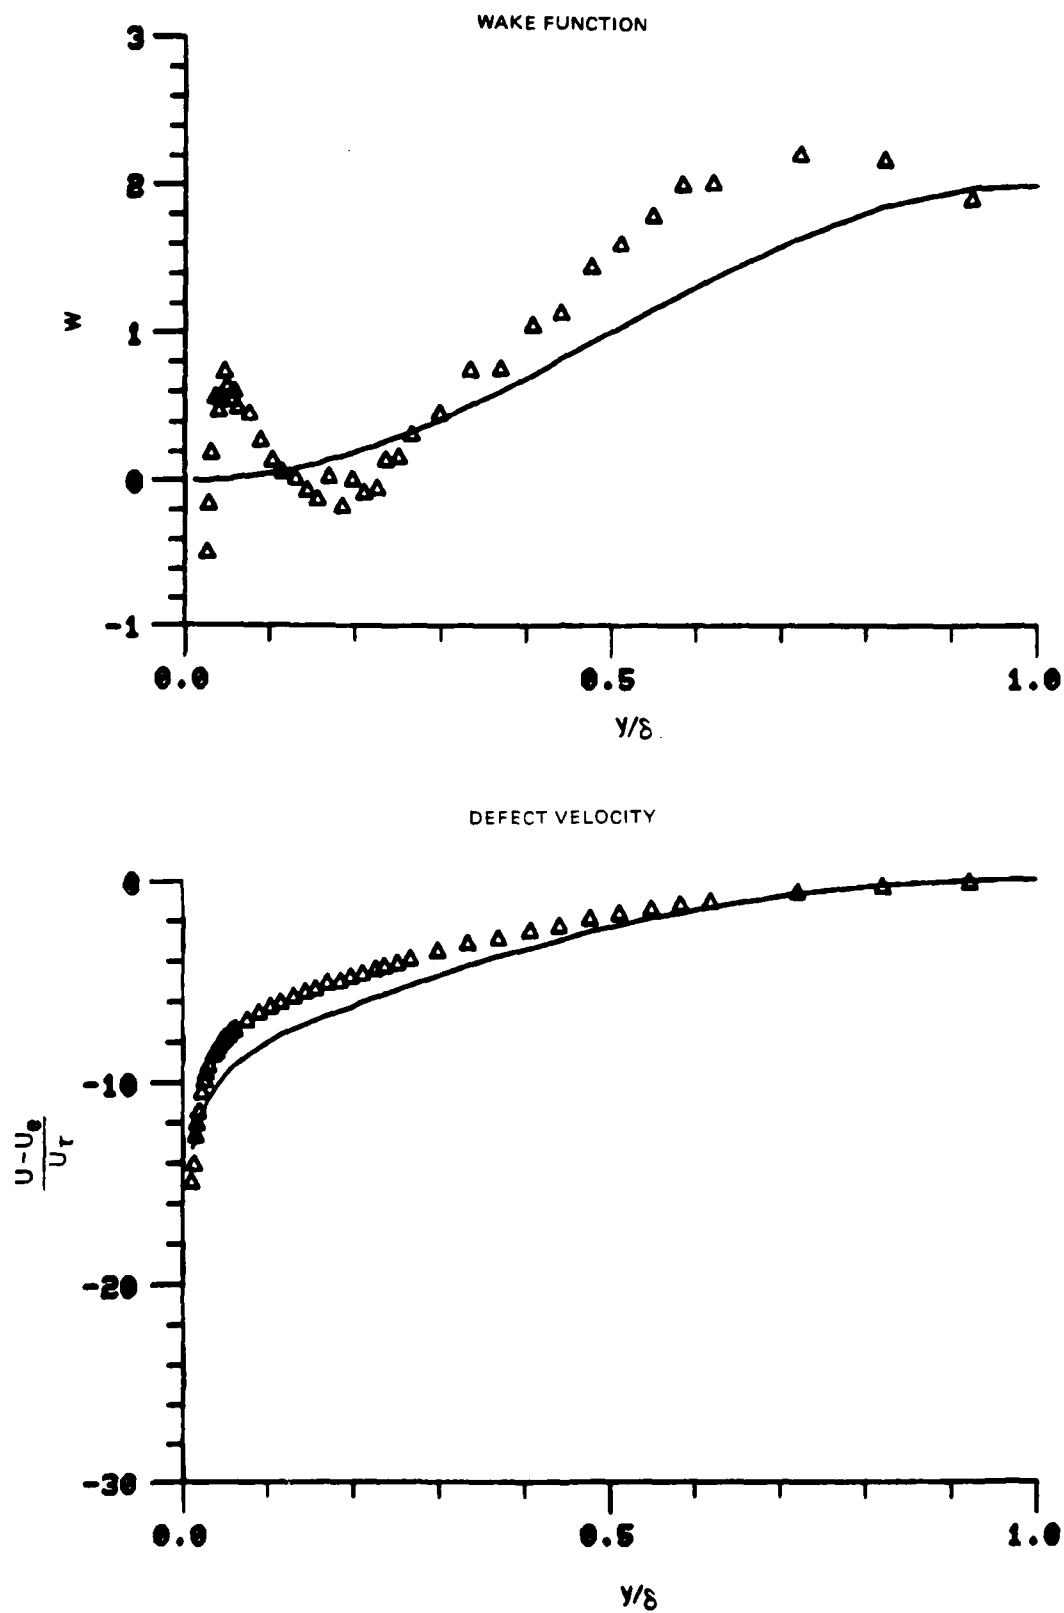 WAKE FUNCTION
3
2
1
0
-1
W
0.0 0.5 1.0
y/δ
DEFECT VELOCITY
0
-10
-20
-30
U-Ue
Uτ
0.0 0.5 1.0
y/δ